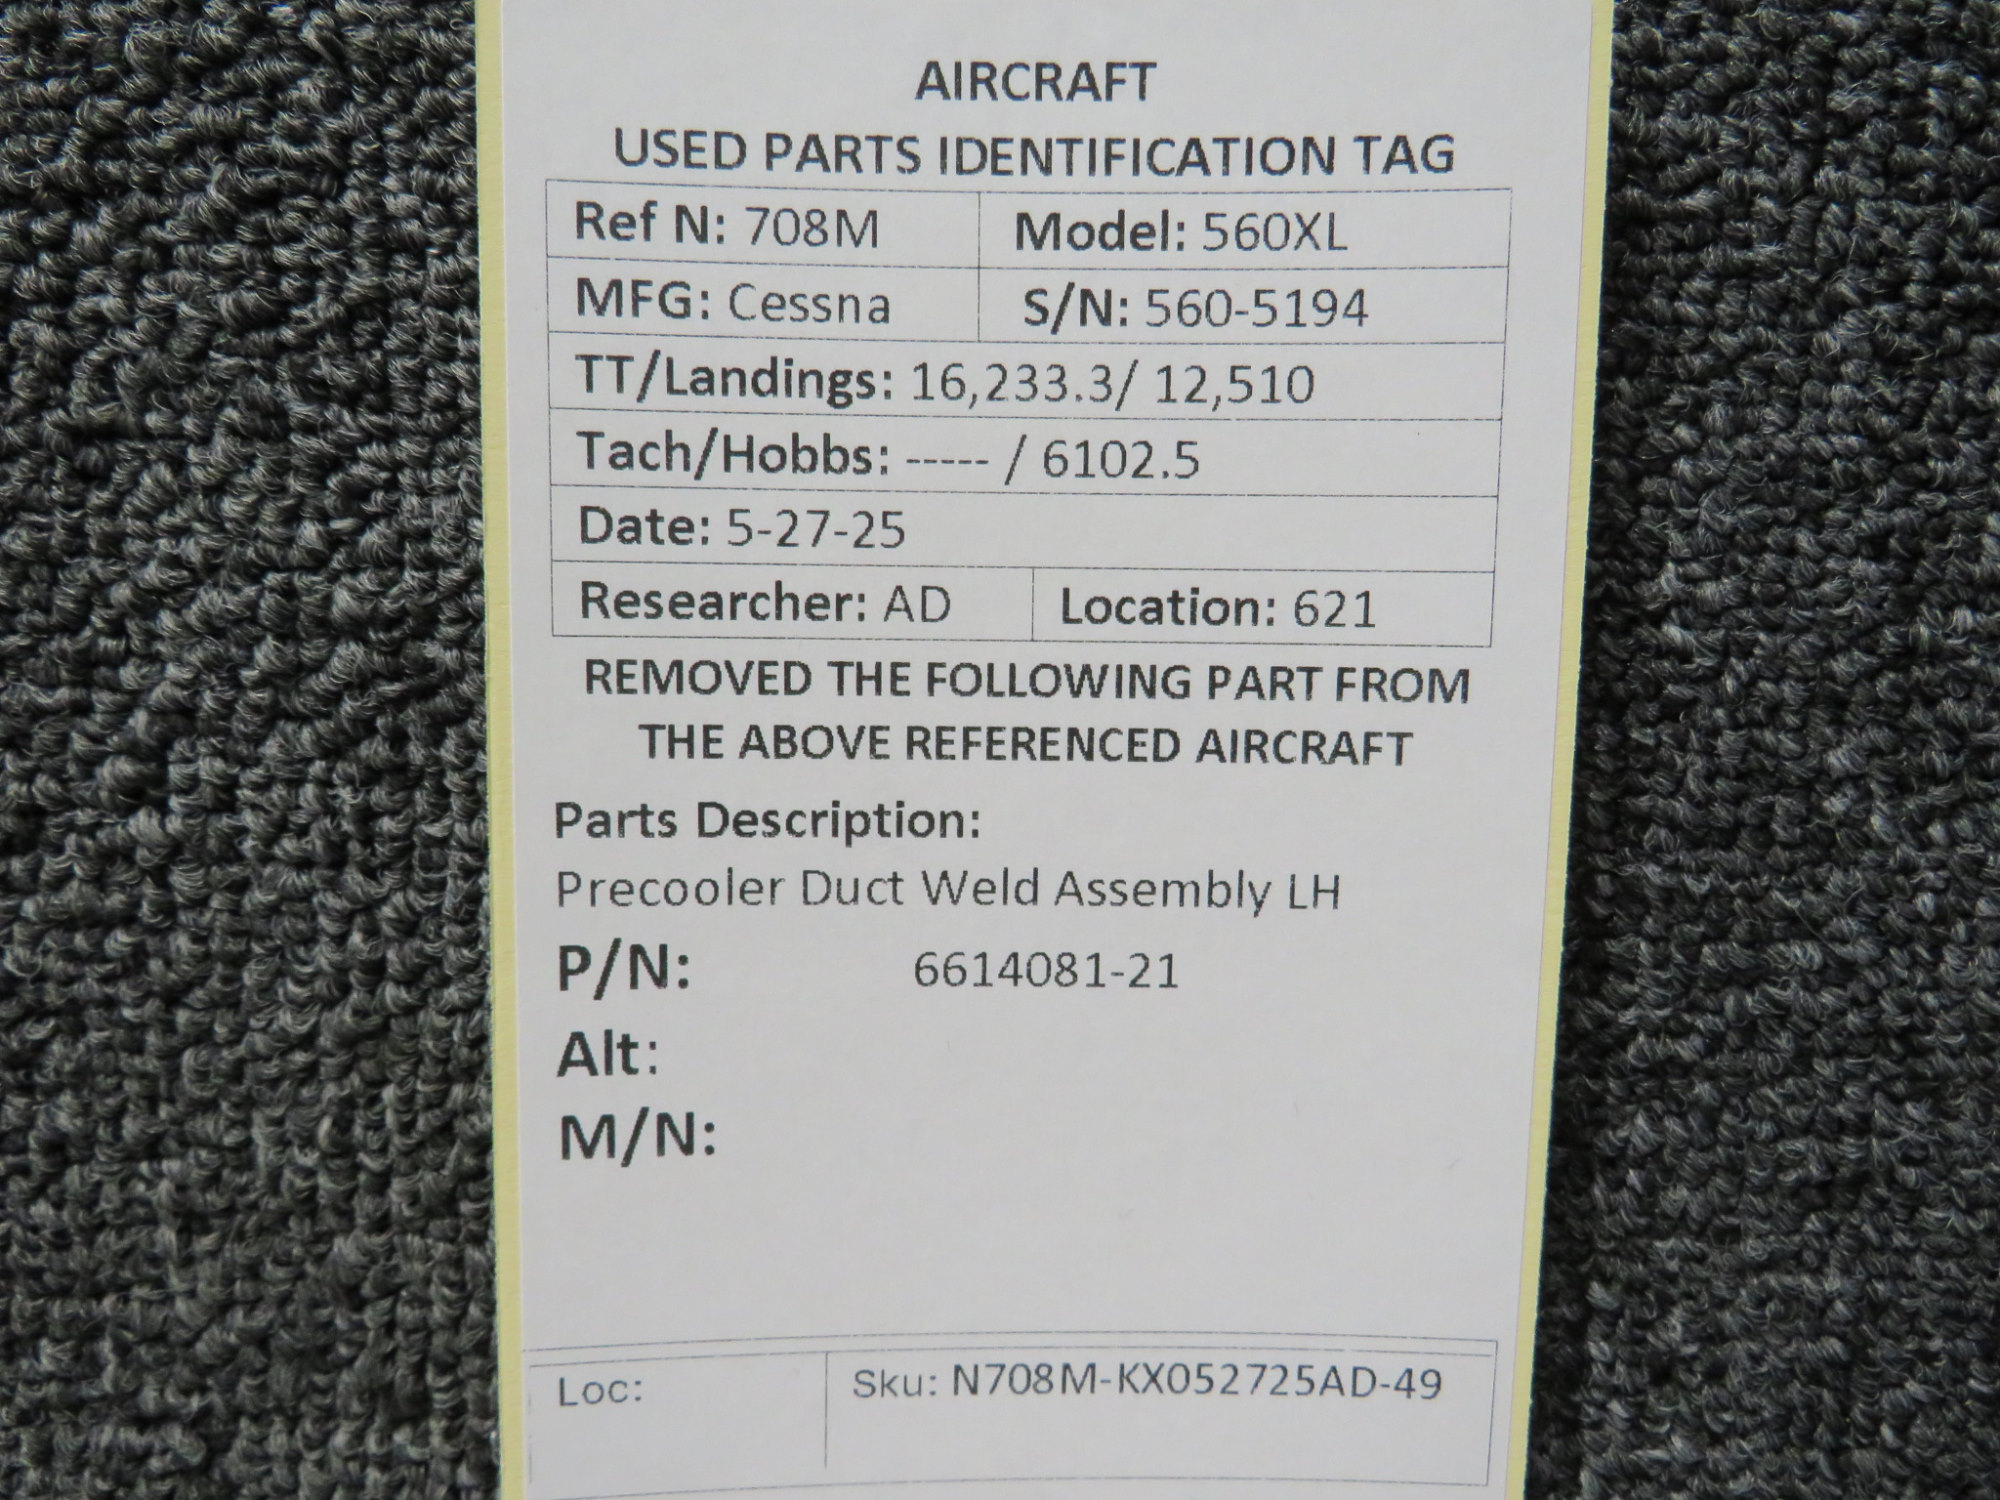 AIRCRAFT
USED PARTS IDENTIFICATION TAG
Ref N: 708M Model: 560XL
MFG: Cessna S/N: 560-5194
TT/Landings: 16,233.3/ 12,510
Tach/Hobbs: ----- / 6102.5
Date: 5-27-25
Researcher: AD Location: 621
REMOVED THE FOLLOWING PART FROM
THE ABOVE REFERENCED AIRCRAFT
Parts Description:
Precooler Duct Weld Assembly LH
P/N: 6614081-21
Alt:
M/N:
Loc: Sku: N708M-KX052725AD-49